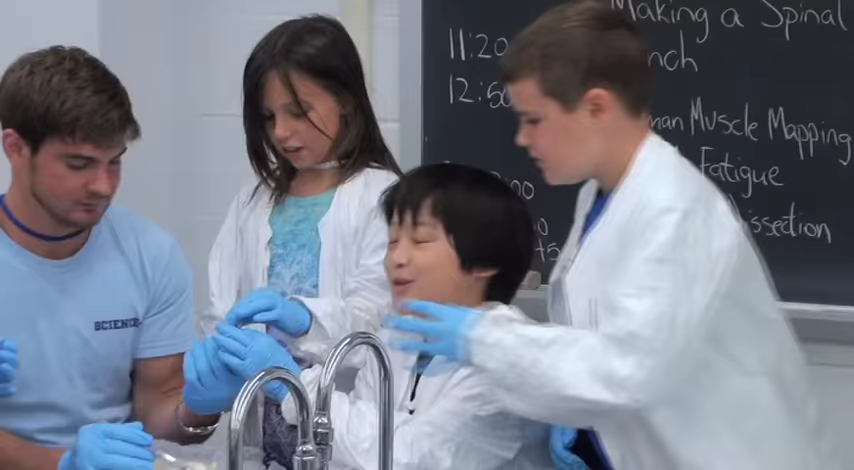 Making a Spinal
11:20
nch
12:50
man Muscle Mapping
Fatigue
issection
SCIENCE